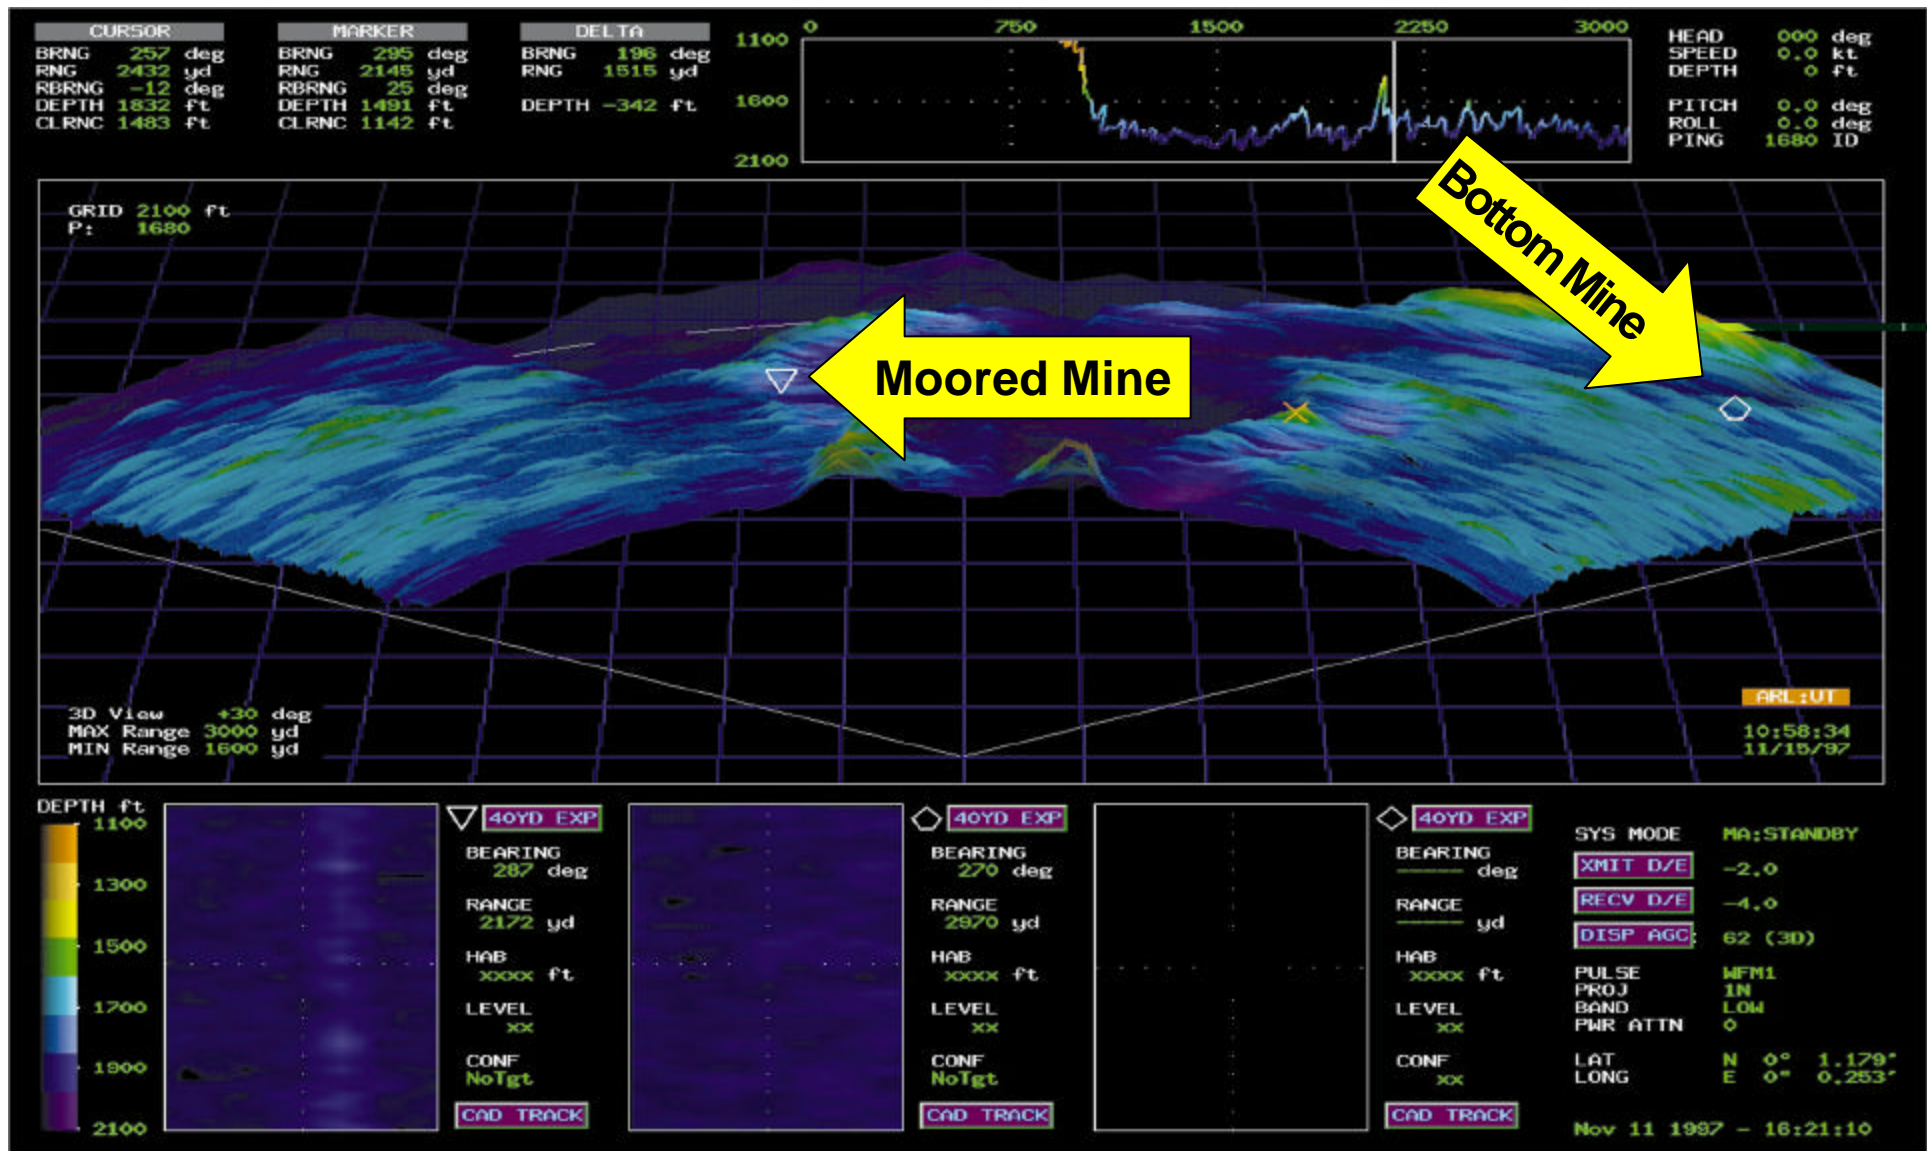 CURSOR
BRNG 257 deg
RNG 2432 yd
RBRNG -12 deg
DEPTH 1832 ft
CLRNC 1483 ft
MARKER
BRNG 295 deg
RNG 2145 yd
RBRNG 25 deg
DEPTH 1491 ft
CLRNC 1142 ft
DELTA
BRNG 196 deg
RNG 1515 yd
DEPTH -342 ft
0 750 1500 2250 3000
1100
1600
2100
HEAD 000 deg
SPEED 0.0 kt
DEPTH 0 ft
PITCH 0.0 deg
ROLL 0.0 deg
PING 1680 ID
GRID 2100 ft
P: 1680
Bottom Mine
Moored Mine
3D View +30 deg
MAX Range 3000 yd
MIN Range 1600 yd
ARL:UT
10:58:34
11/15/97
DEPTH ft
1100
1300
1500
1700
1900
2100
40YD EXP
BEARING
287 deg
RANGE
2172 yd
HAB
xxxx ft
LEVEL
xx
CONF
NoTgt
CAD TRACK
40YD EXP
BEARING
270 deg
RANGE
2970 yd
HAB
xxxx ft
LEVEL
xx
CONF
NoTgt
CAD TRACK
40YD EXP
BEARING
----- deg
RANGE
----- yd
HAB
xxxx ft
LEVEL
xx
CONF
xx
CAD TRACK
SYS MODE MA:STANDBY
XMIT D/E -2.0
RECV D/E -4.0
DISP AGC: 62 (3D)
PULSE WFM1
PROJ 1N
BAND LOW
PWR ATTN 0
LAT N 0° 1.179'
LONG E 0° 0.253'
Nov 11 1997 - 16:21:10